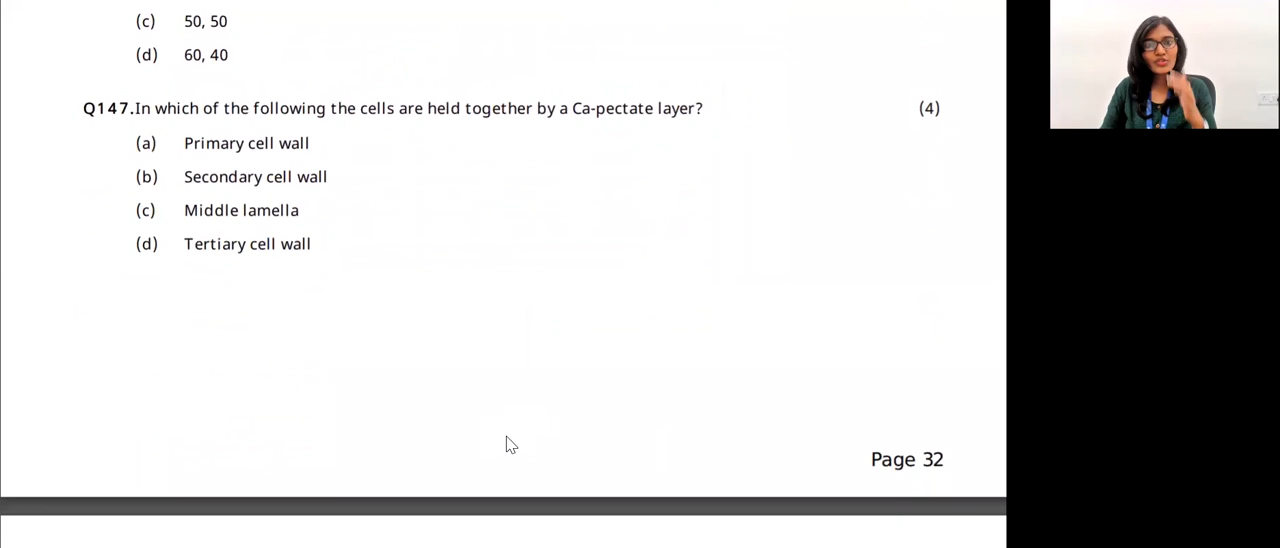 (c) 50, 50
(d) 60, 40
Q147.In which of the following the cells are held together by a Ca-pectate layer? (4)
(a) Primary cell wall
(b) Secondary cell wall
(c) Middle lamella
(d) Tertiary cell wall
Page 32